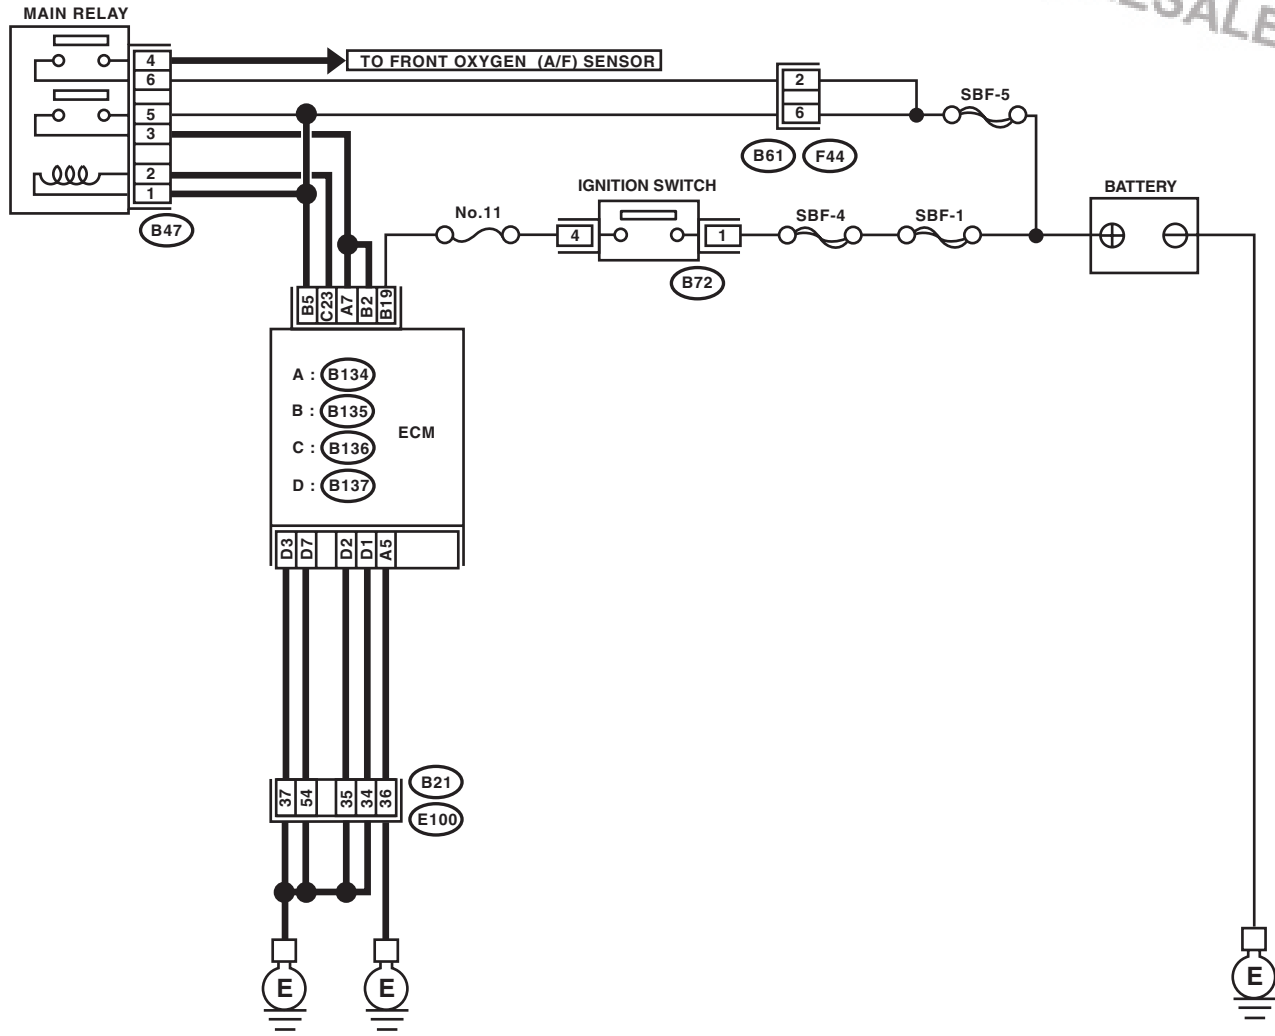 MAIN RELAY
4
6
5
3
2
1
B47
TO FRONT OXYGEN (A/F) SENSOR
2
6
B61
F44
SBF-5
IGNITION SWITCH
No.11
4
1
B72
SBF-4
SBF-1
BATTERY
B5
C23
A7
B2
B19
A : B134
B : B135
C : B136
D : B137
ECM
D3
D7
D2
D1
A5
37
54
35
34
36
B21
E100
E
E
E